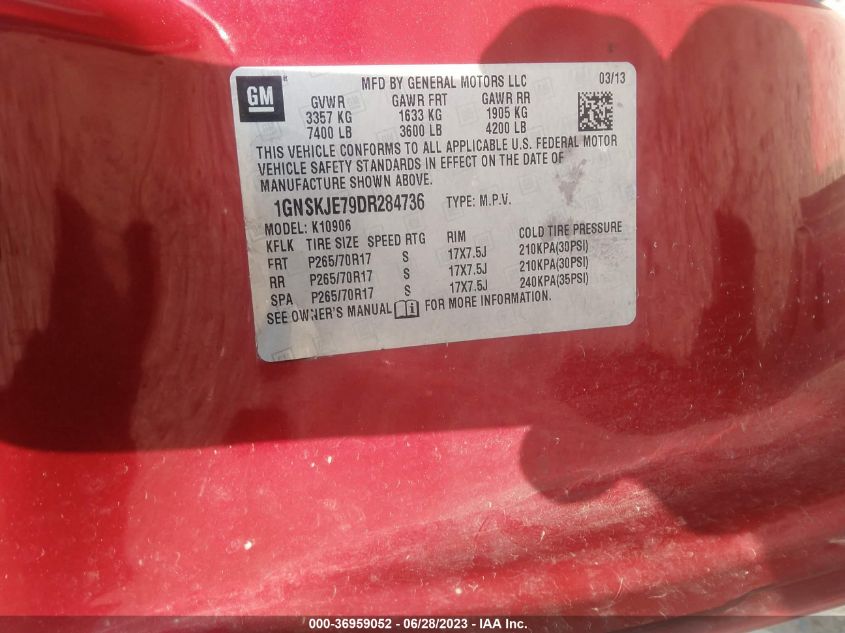 GM ® MFD BY GENERAL MOTORS LLC 03/13
GVWR GAWR FRT GAWR RR
3357 KG 1633 KG 1905 KG
7400 LB 3600 LB 4200 LB
THIS VEHICLE CONFORMS TO ALL APPLICABLE U.S. FEDERAL MOTOR
VEHICLE SAFETY STANDARDS IN EFFECT ON THE DATE OF
MANUFACTURE SHOWN ABOVE.
1GNSKJE79DR284736 TYPE: M.P.V.
MODEL: K10906
KFLK TIRE SIZE SPEED RTG RIM COLD TIRE PRESSURE
FRT P265/70R17 S 17X7.5J 210KPA(30PSI)
RR P265/70R17 S 17X7.5J 210KPA(30PSI)
SPA P265/70R17 S 17X7.5J 240KPA(35PSI)
SEE OWNER'S MANUAL FOR MORE INFORMATION.
000-36959052 - 06/28/2023 - IAA Inc.